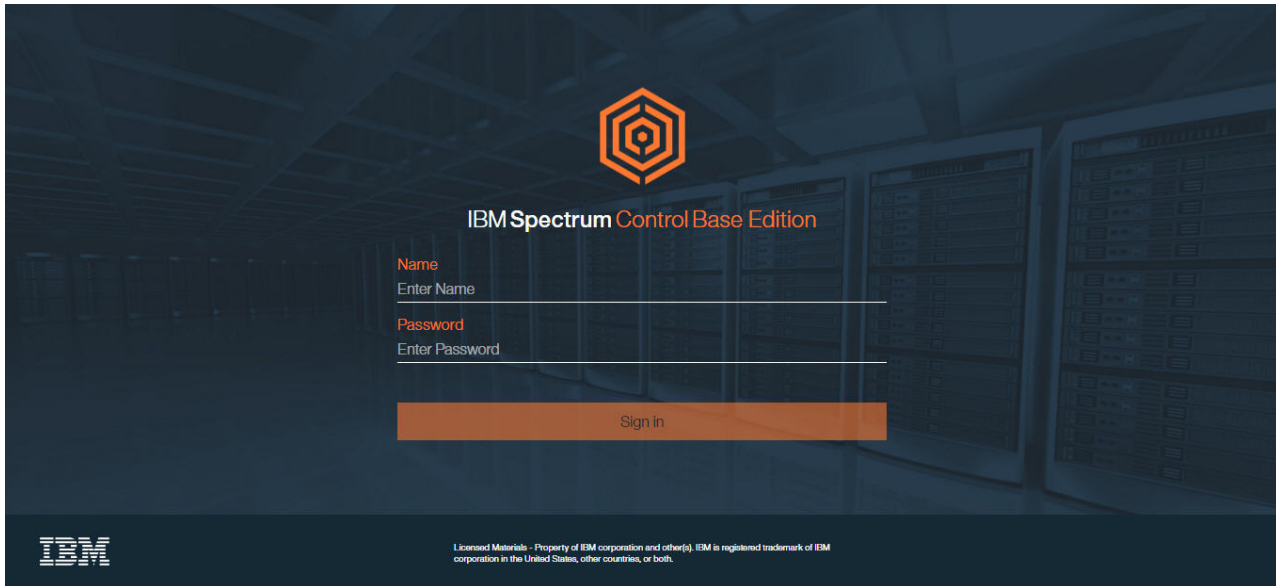 IBM Spectrum Control Base Edition
Name
Enter Name
Password
Enter Password
Sign in
IBM
Licensed Materials - Property of IBM corporation and other(s). IBM is registered trademark of IBM
corporation in the United States, other countries, or both.